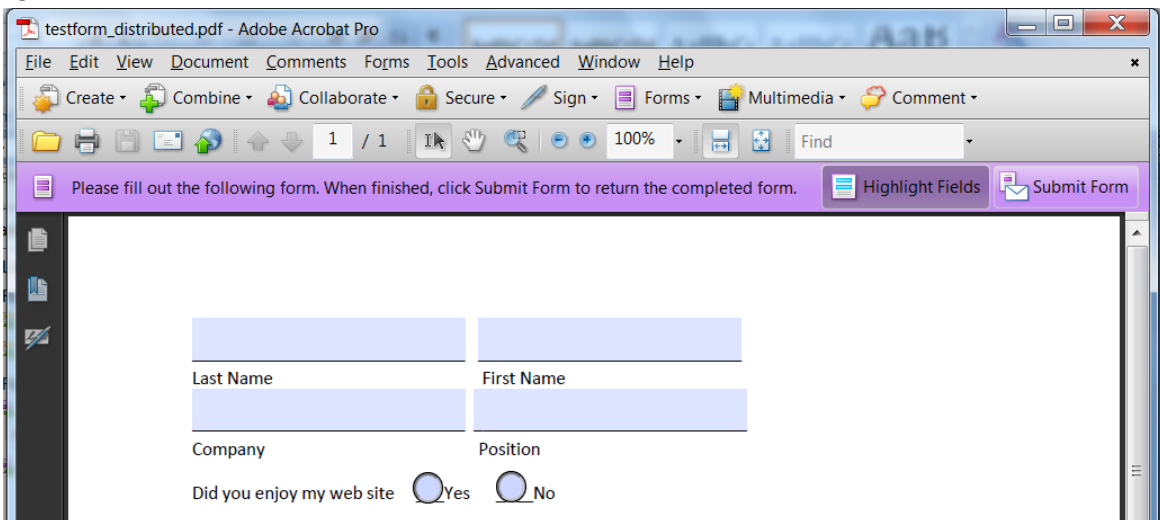 testform_distributed.pdf - Adobe Acrobat Pro
File Edit View Document Comments Forms Tools Advanced Window Help
Create Combine Collaborate Secure Sign Forms Multimedia Comment
1 / 1 100% Find
Please fill out the following form. When finished, click Submit Form to return the completed form. Highlight Fields Submit Form
Last Name First Name
Company Position
Did you enjoy my web site Yes No